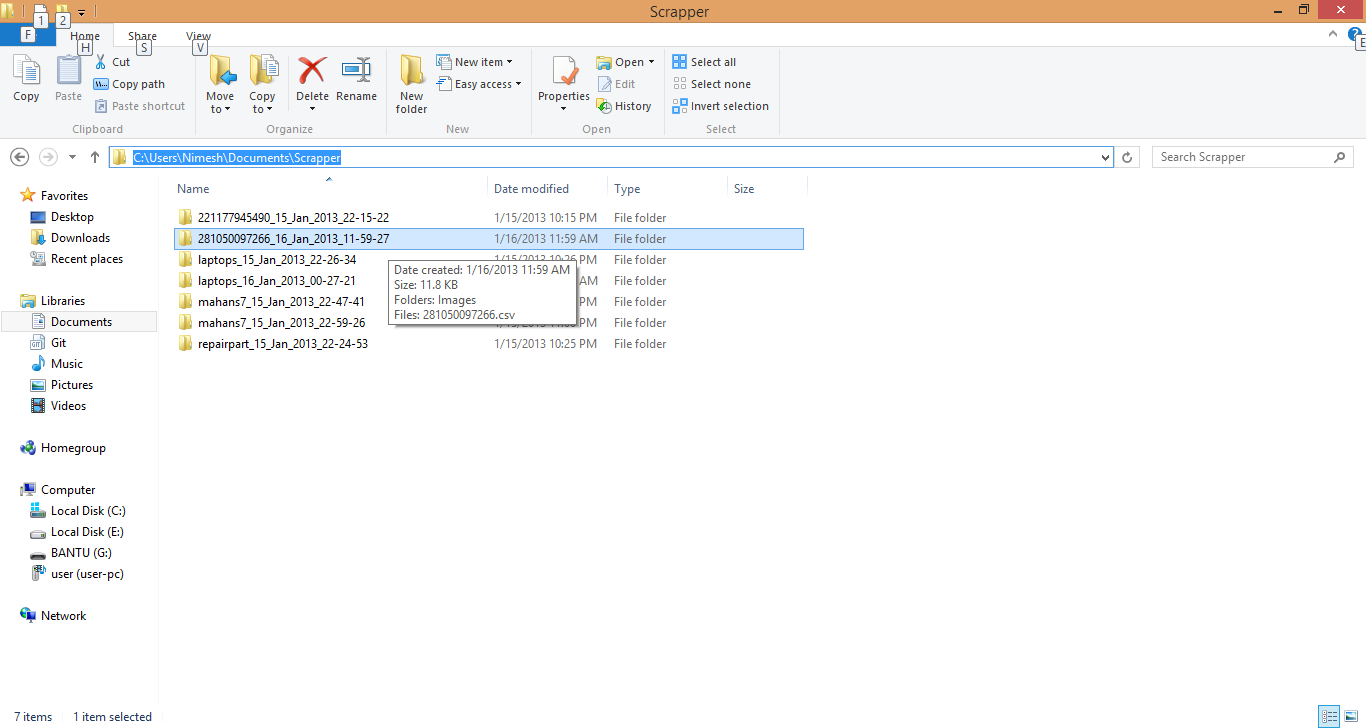 Scrapper
1 2
F H S V E
Home Share View
Copy
Paste
Cut
Copy path
Paste shortcut
Clipboard
Move to
Copy to
Delete
Rename
Organize
New folder
New item
Easy access
New
Properties
Open
Edit
History
Open
Select all
Select none
Invert selection
Select
C:\Users\Nimesh\Documents\Scrapper
Search Scrapper
Favorites
Desktop
Downloads
Recent places
Libraries
Documents
Git
Music
Pictures
Videos
Homegroup
Computer
Local Disk (C:)
Local Disk (E:)
BANTU (G:)
user (user-pc)
Network
Name Date modified Type Size
221177945490_15_Jan_2013_22-15-22 1/15/2013 10:15 PM File folder
281050097266_16_Jan_2013_11-59-27 1/16/2013 11:59 AM File folder
laptops_15_Jan_2013_22-26-34 1/15/2013 10:26 PM File folder
laptops_16_Jan_2013_00-27-21 AM File folder
mahans7_15_Jan_2013_22-47-41 PM File folder
mahans7_15_Jan_2013_22-59-26 PM File folder
repairpart_15_Jan_2013_22-24-53 1/15/2013 10:25 PM File folder
Date created: 1/16/2013 11:59 AM
Size: 11.8 KB
Folders: Images
Files: 281050097266.csv
7 items 1 item selected